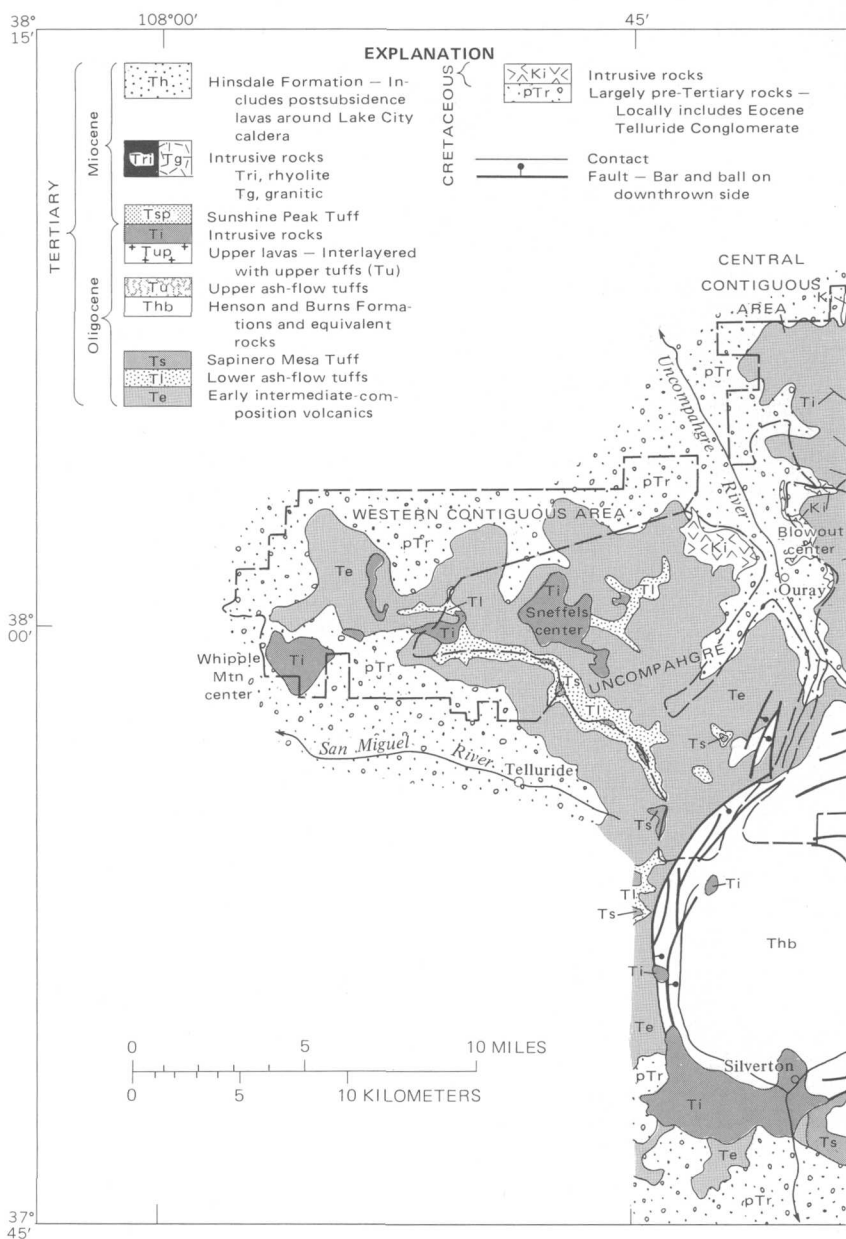 38°
15′
108°00′
45′
EXPLANATION
TERTIARY
Miocene
Oligocene
Th
Hinsdale Formation — In-
cludes postsubsidence
lavas around Lake City
caldera
Tri
Tg
Intrusive rocks
Tri, rhyolite
Tg, granitic
Tsp
Sunshine Peak Tuff
Ti
Intrusive rocks
Tup
Upper lavas — Interlayered
with upper tuffs (Tu)
Tu
Upper ash-flow tuffs
Thb
Henson and Burns Forma-
tions and equivalent
rocks
Ts
Sapinero Mesa Tuff
Tl
Lower ash-flow tuffs
Te
Early intermediate-com-
position volcanics
CRETACEOUS
Ki
Intrusive rocks
pTr
Largely pre-Tertiary rocks —
Locally includes Eocene
Telluride Conglomerate
Contact
Fault — Bar and ball on
downthrown side
CENTRAL
CONTIGUOUS
AREA
K
pTr
Ti
Uncompahgre
River
pTr
WESTERN CONTIGUOUS AREA
pTr
Ki
Ki
Blowout
center
Ouray
Te
Tl
Ti
Sneffels
center
Tl
38°
00′
Ti
Whipple
Mtn
center
Ti
pTr
Ts
UNCOMPAHGRE
Te
Tl
Ts
San Miguel
River
Telluride
Ts
Ti
Tl
Ts
Thb
Ti
Te
0 5 10 MILES
0 5 10 KILOMETERS
Silverton
pTr
Ti
Ts
Te
pTr
37°
45′